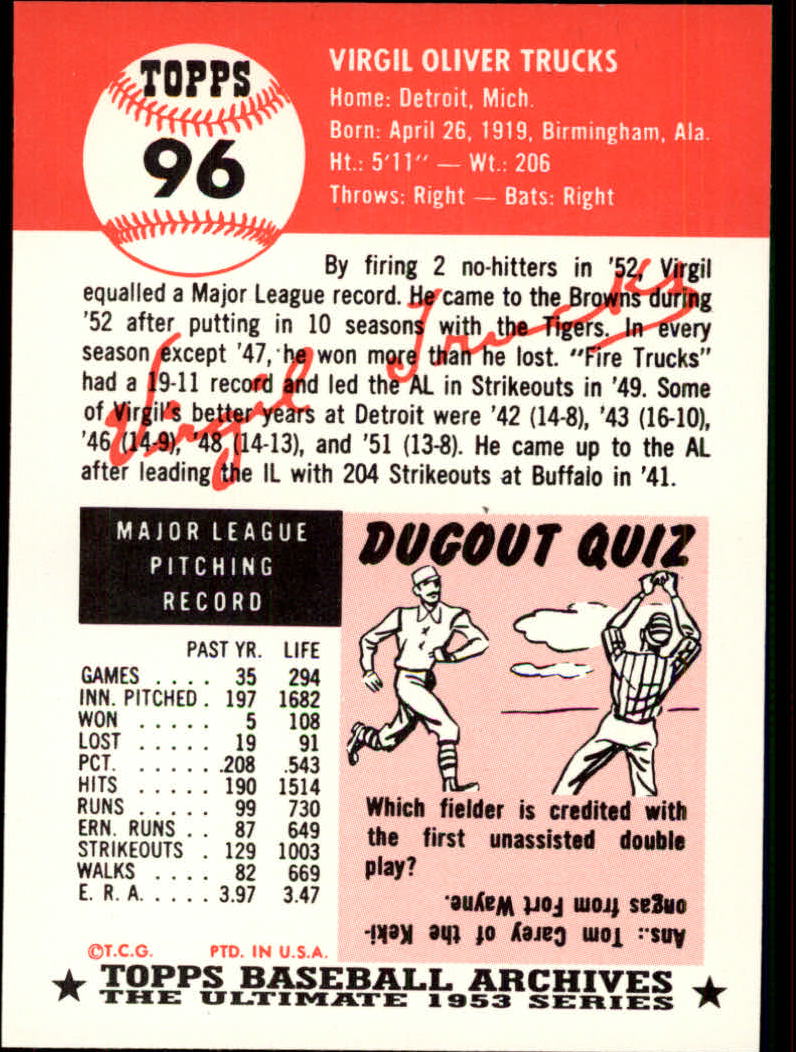 TOPPS
96
VIRGIL OLIVER TRUCKS
Home: Detroit, Mich.
Born: April 26, 1919, Birmingham, Ala.
Ht.: 5'11" — Wt.: 206
Throws: Right — Bats: Right
By firing 2 no-hitters in '52, Virgil
equalled a Major League record. He came to the Browns during
'52 after putting in 10 seasons with the Tigers. In every
season except '47, he won more than he lost. "Fire Trucks"
had a 19-11 record and led the AL in Strikeouts in '49. Some
of Virgil's better years at Detroit were '42 (14-8), '43 (16-10),
'46 (14-9), '48 (14-13), and '51 (13-8). He came up to the AL
after leading the IL with 204 Strikeouts at Buffalo in '41.
Virgil Trucks
MAJOR LEAGUE
PITCHING
RECORD
PAST YR. LIFE
GAMES . . . . 35 294
INN. PITCHED . 197 1682
WON . . . . . 5 108
LOST . . . . . 19 91
PCT. . . . . . .208 .543
HITS . . . . . 190 1514
RUNS . . . . . 99 730
ERN. RUNS . . 87 649
STRIKEOUTS . 129 1003
WALKS . . . . 82 669
E. R. A. . . . . 3.97 3.47
DUGOUT QUIZ
Which fielder is credited with
the first unassisted double
play?
Ans.: Tom Carey of the Keki-
ongas from Fort Wayne.
©T.C.G. PTD. IN U.S.A.
★ TOPPS BASEBALL ARCHIVES ★
THE ULTIMATE 1953 SERIES